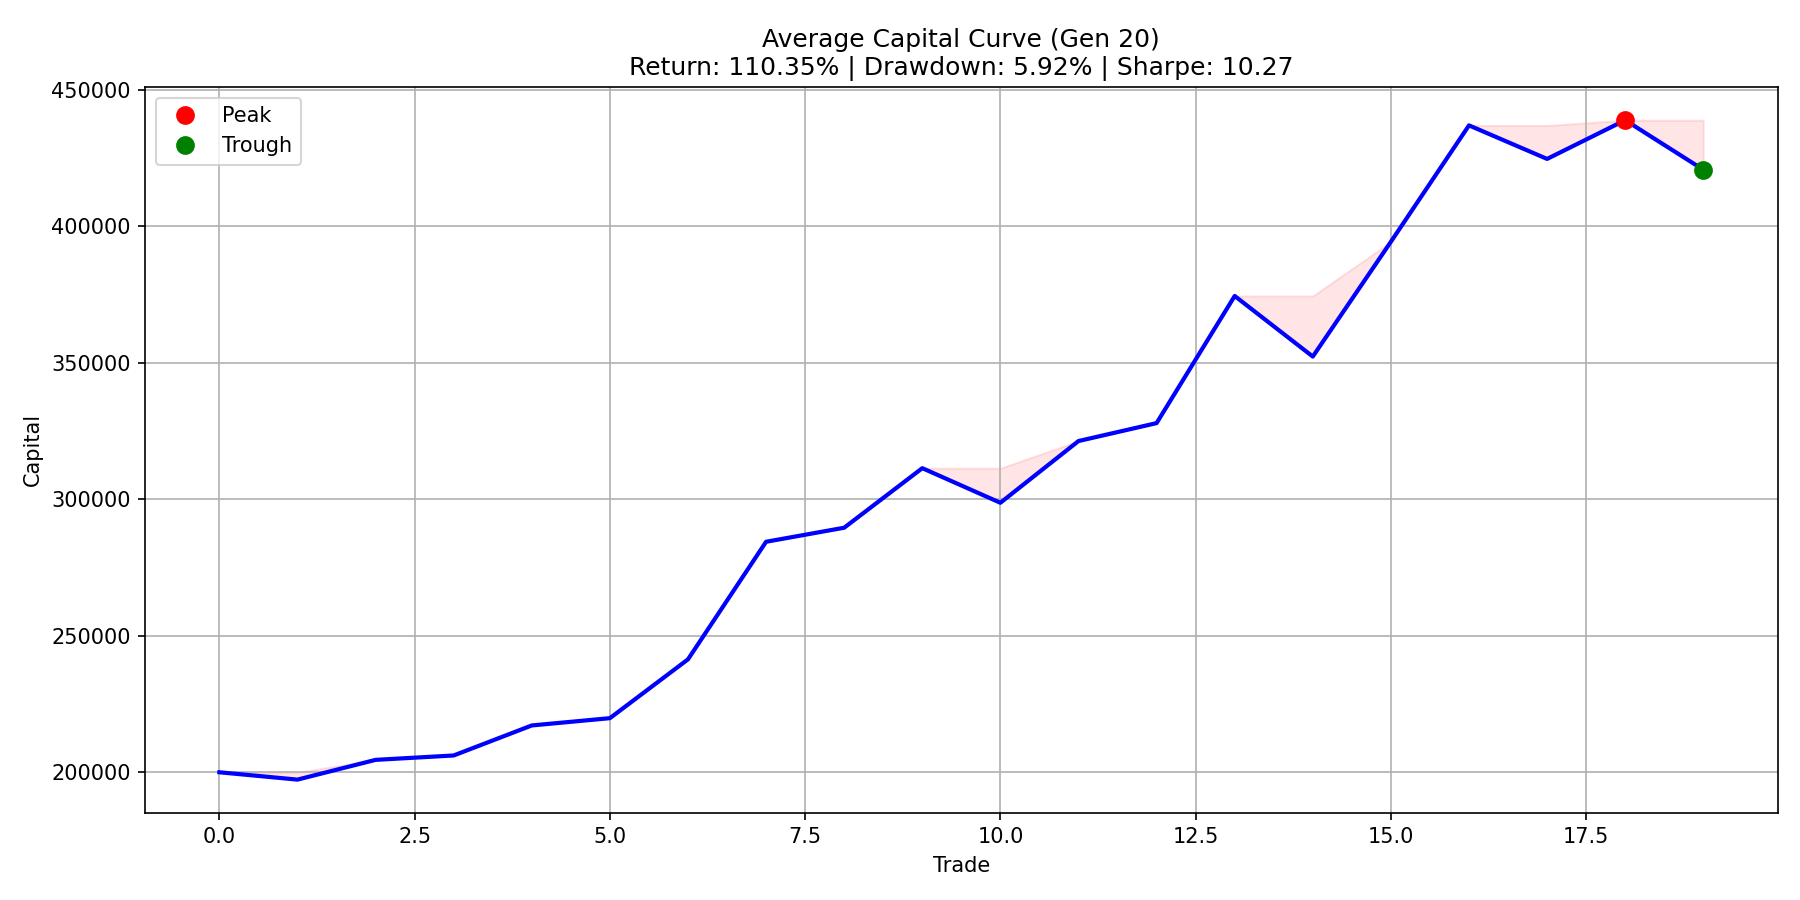 Average Capital Curve (Gen 20)
Return: 110.35% | Drawdown: 5.92% | Sharpe: 10.27
Peak
Trough
Capital
450000
400000
350000
300000
250000
200000
0.0 2.5 5.0 7.5 10.0 12.5 15.0 17.5
Trade